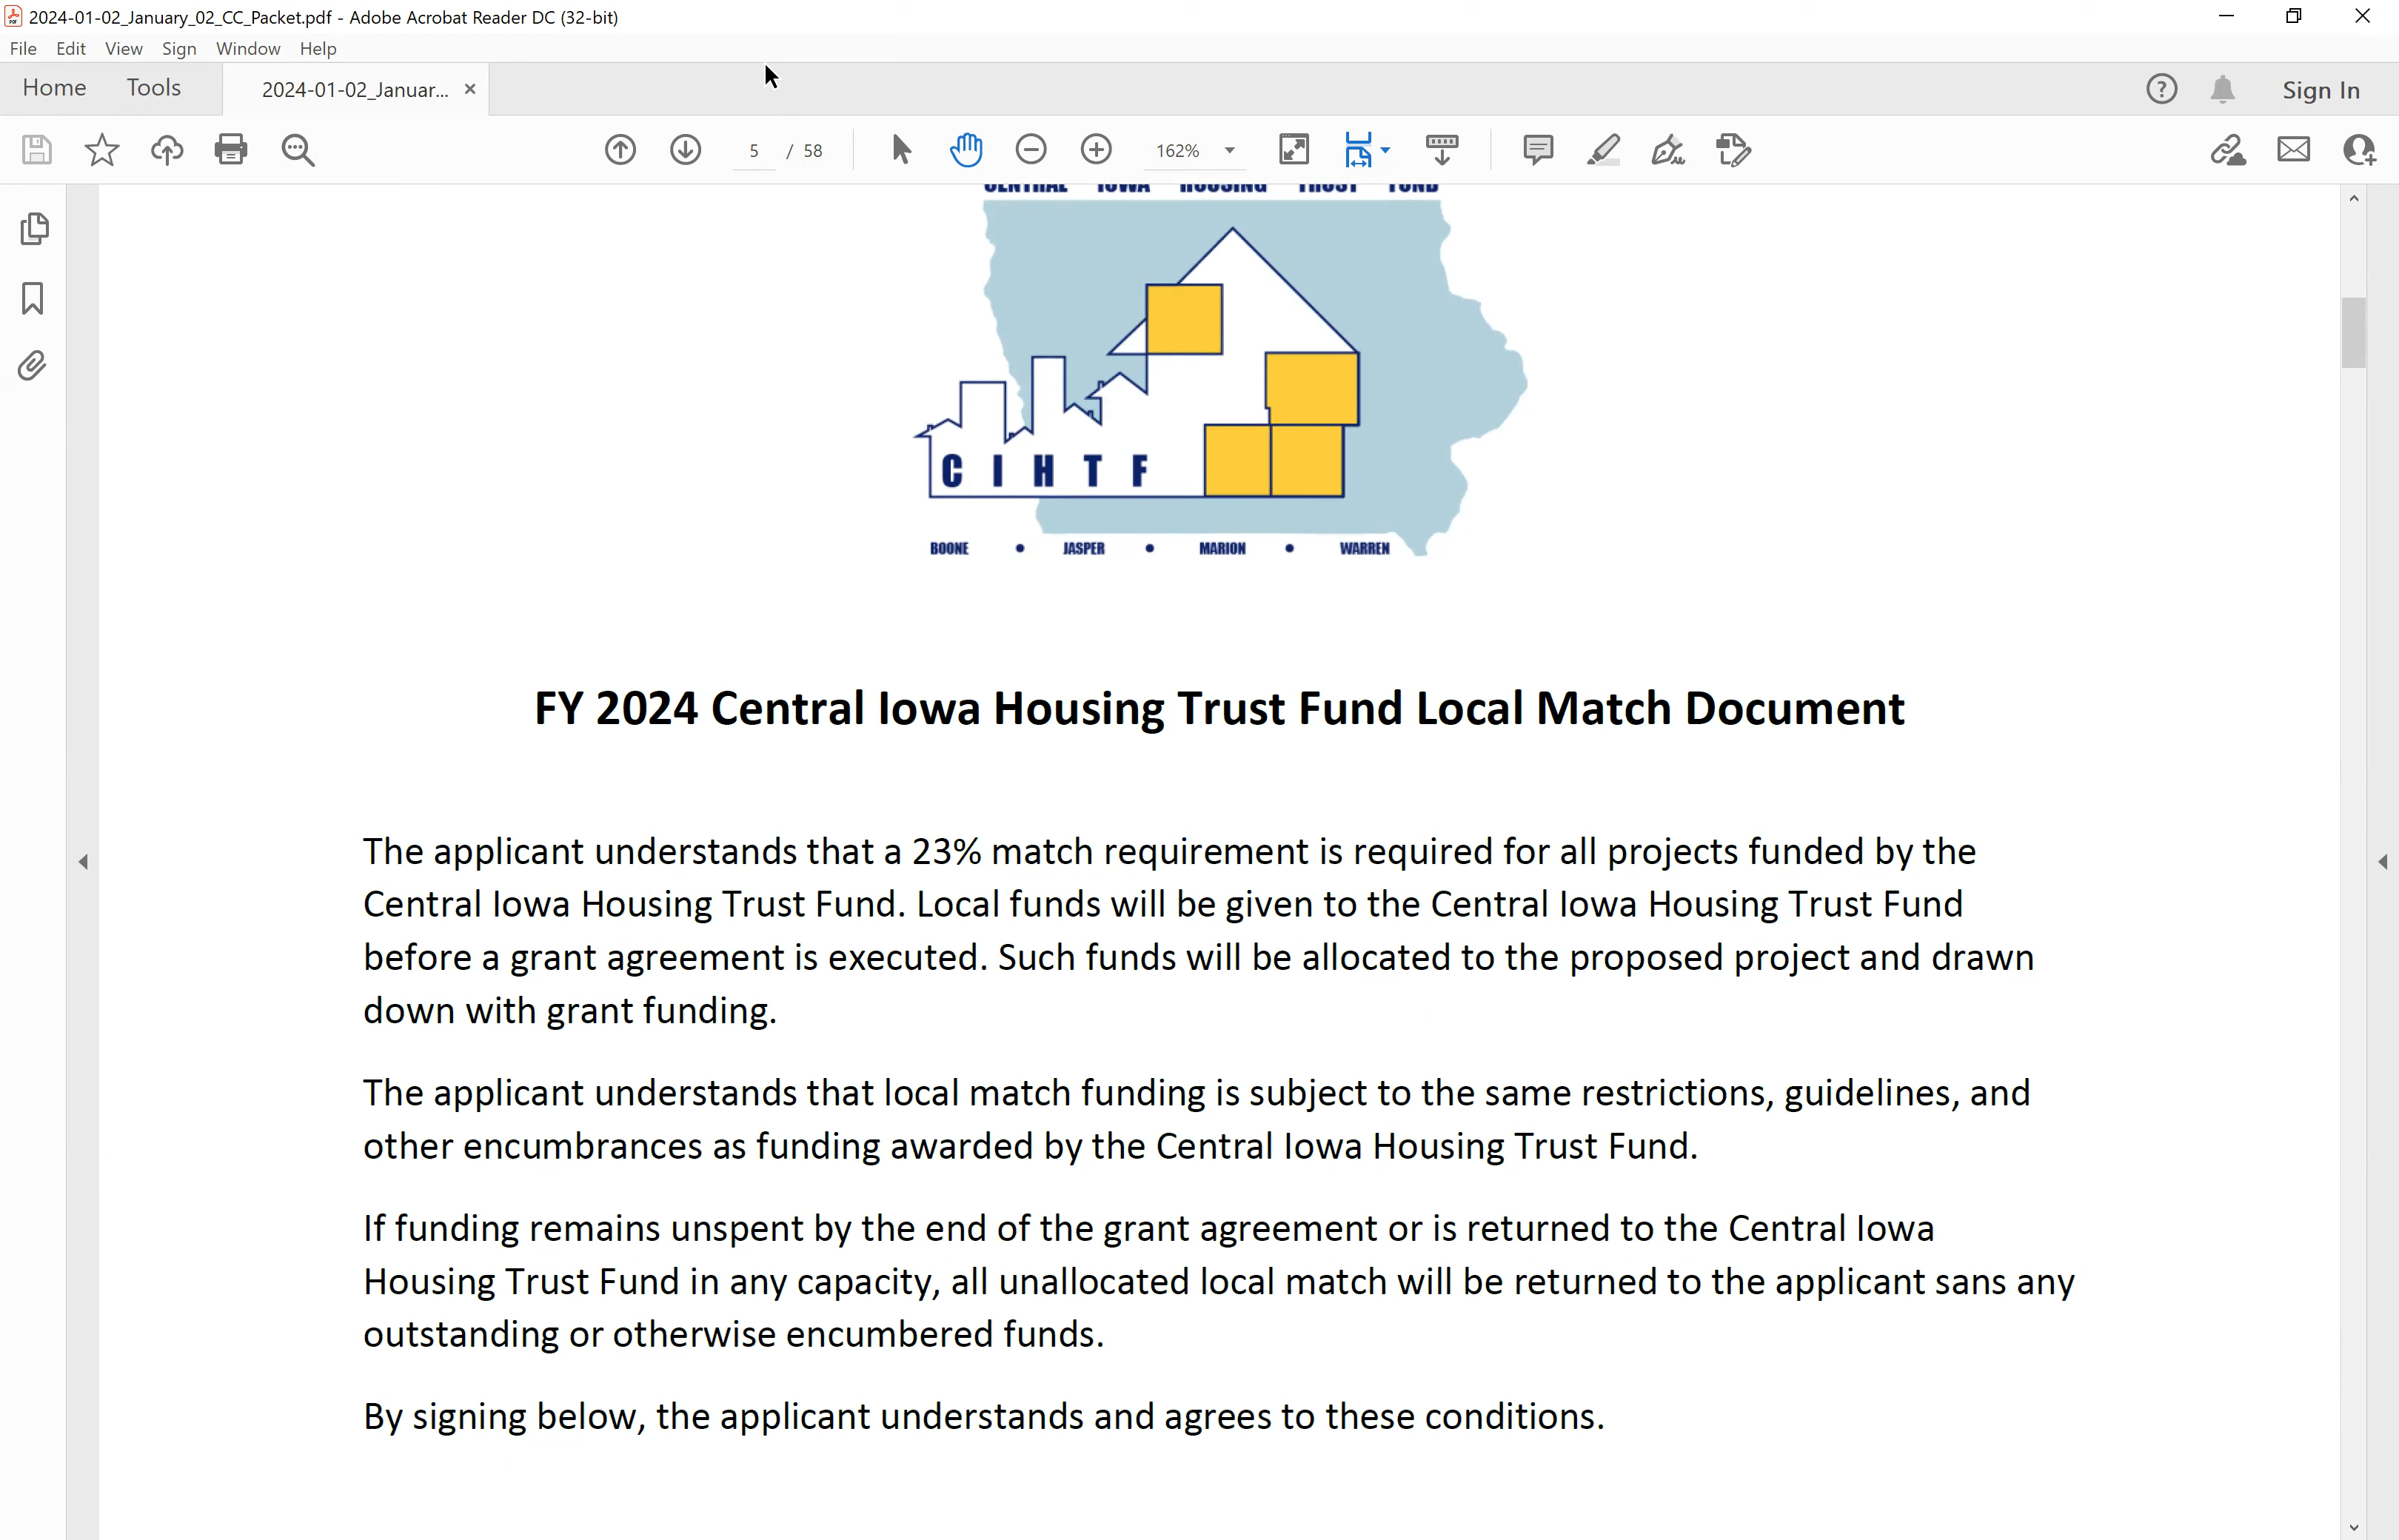 2024-01-02_January_02_CC_Packet.pdf - Adobe Acrobat Reader DC (32-bit)
File Edit View Sign Window Help
Home Tools 2024-01-02_Januar... Sign In
5 / 58 162%
CENTRAL IOWA HOUSING TRUST FUND
C I H T F
BOONE • JASPER • MARION • WARREN
FY 2024 Central Iowa Housing Trust Fund Local Match Document
The applicant understands that a 23% match requirement is required for all projects funded by the
Central Iowa Housing Trust Fund. Local funds will be given to the Central Iowa Housing Trust Fund
before a grant agreement is executed. Such funds will be allocated to the proposed project and drawn
down with grant funding.
The applicant understands that local match funding is subject to the same restrictions, guidelines, and
other encumbrances as funding awarded by the Central Iowa Housing Trust Fund.
If funding remains unspent by the end of the grant agreement or is returned to the Central Iowa
Housing Trust Fund in any capacity, all unallocated local match will be returned to the applicant sans any
outstanding or otherwise encumbered funds.
By signing below, the applicant understands and agrees to these conditions.